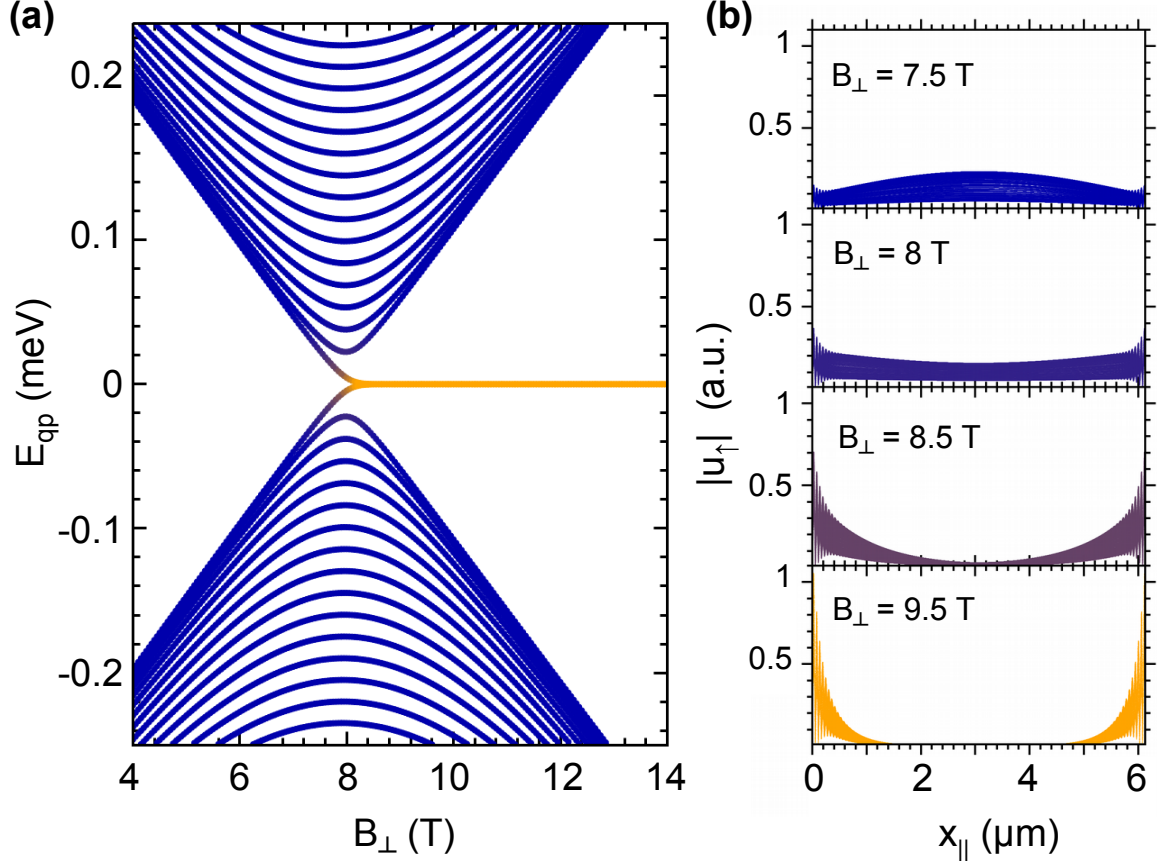 (a)
0.2
0.1
0
-0.1
-0.2
E_qp (meV)
4 6 8 10 12 14
B_⊥ (T)
(b)
1
B_⊥ = 7.5 T
0.5
1
B_⊥ = 8 T
0.5
1
B_⊥ = 8.5 T
0.5
1
B_⊥ = 9.5 T
0.5
|u_↑| (a.u.)
0 2 4 6
x_|| (µm)